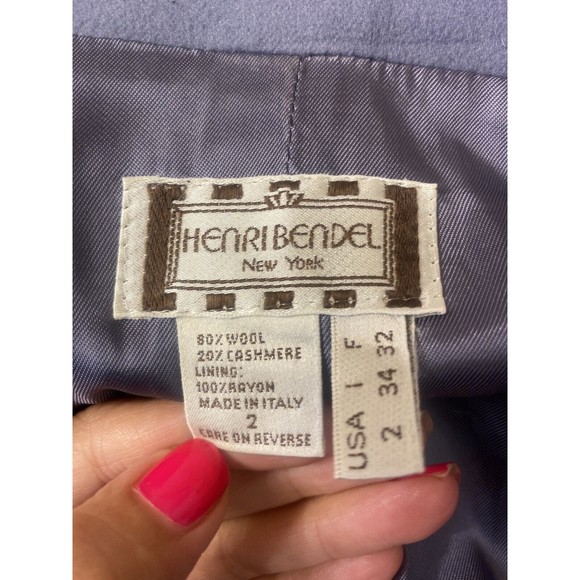 HENRI BENDEL
NEW YORK
80% WOOL
20% CASHMERE
LINING:
100% RAYON
MADE IN ITALY
2
CARE ON REVERSE
USA I F
2 34 32